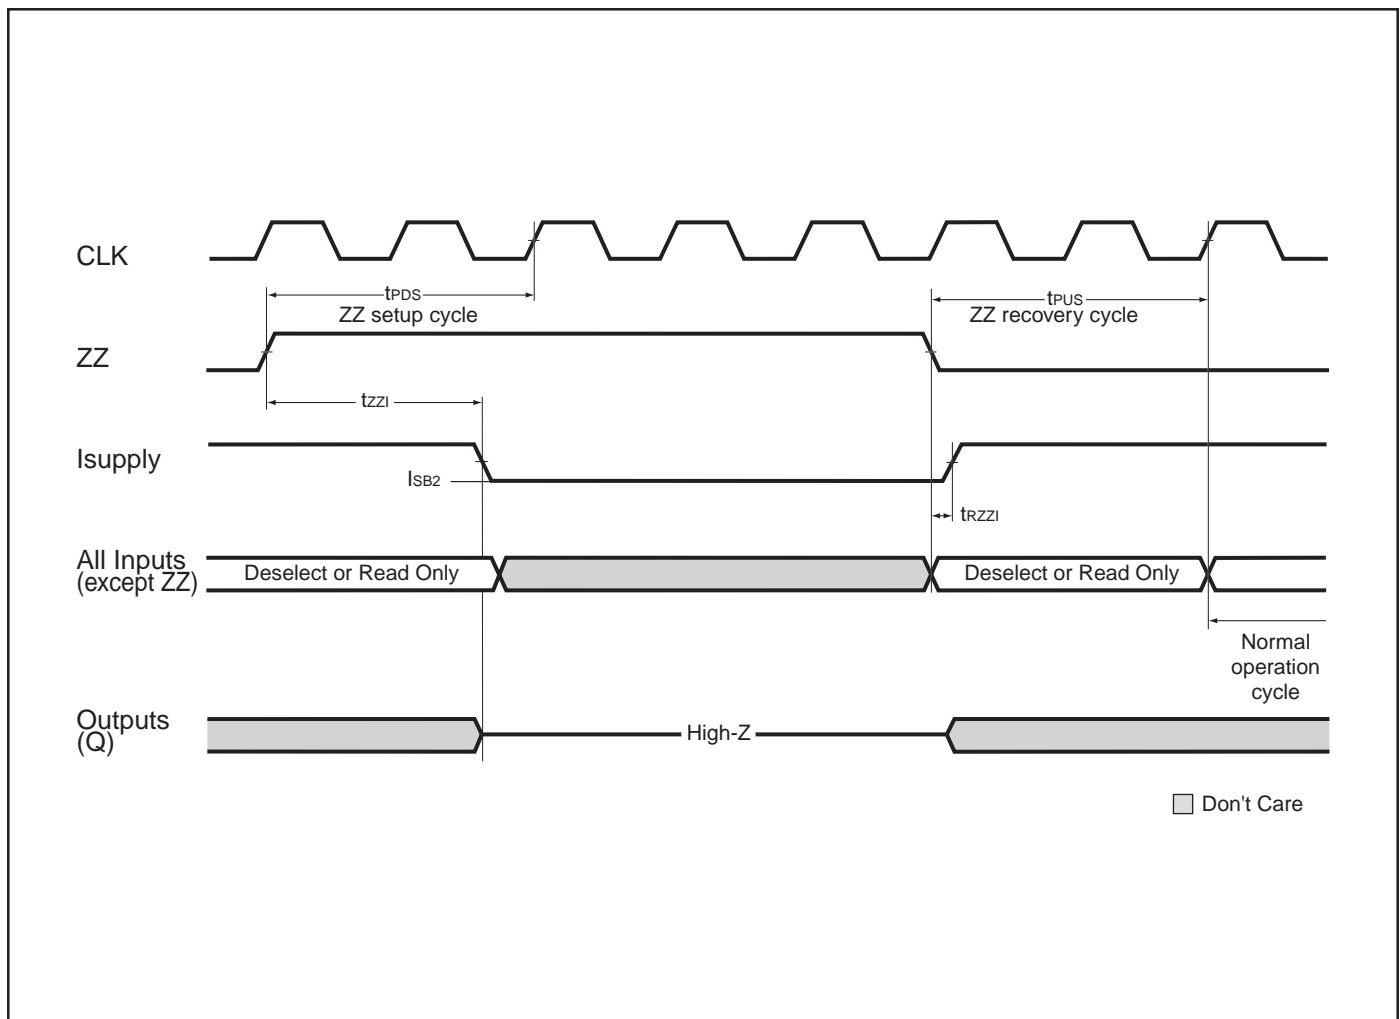 CLK
tPDS
ZZ setup cycle
tPUS
ZZ recovery cycle
ZZ
tZZI
Isupply
ISB2
tRZZI
All Inputs
(except ZZ)
Deselect or Read Only
Deselect or Read Only
Normal
operation
cycle
Outputs
(Q)
High-Z
Don't Care